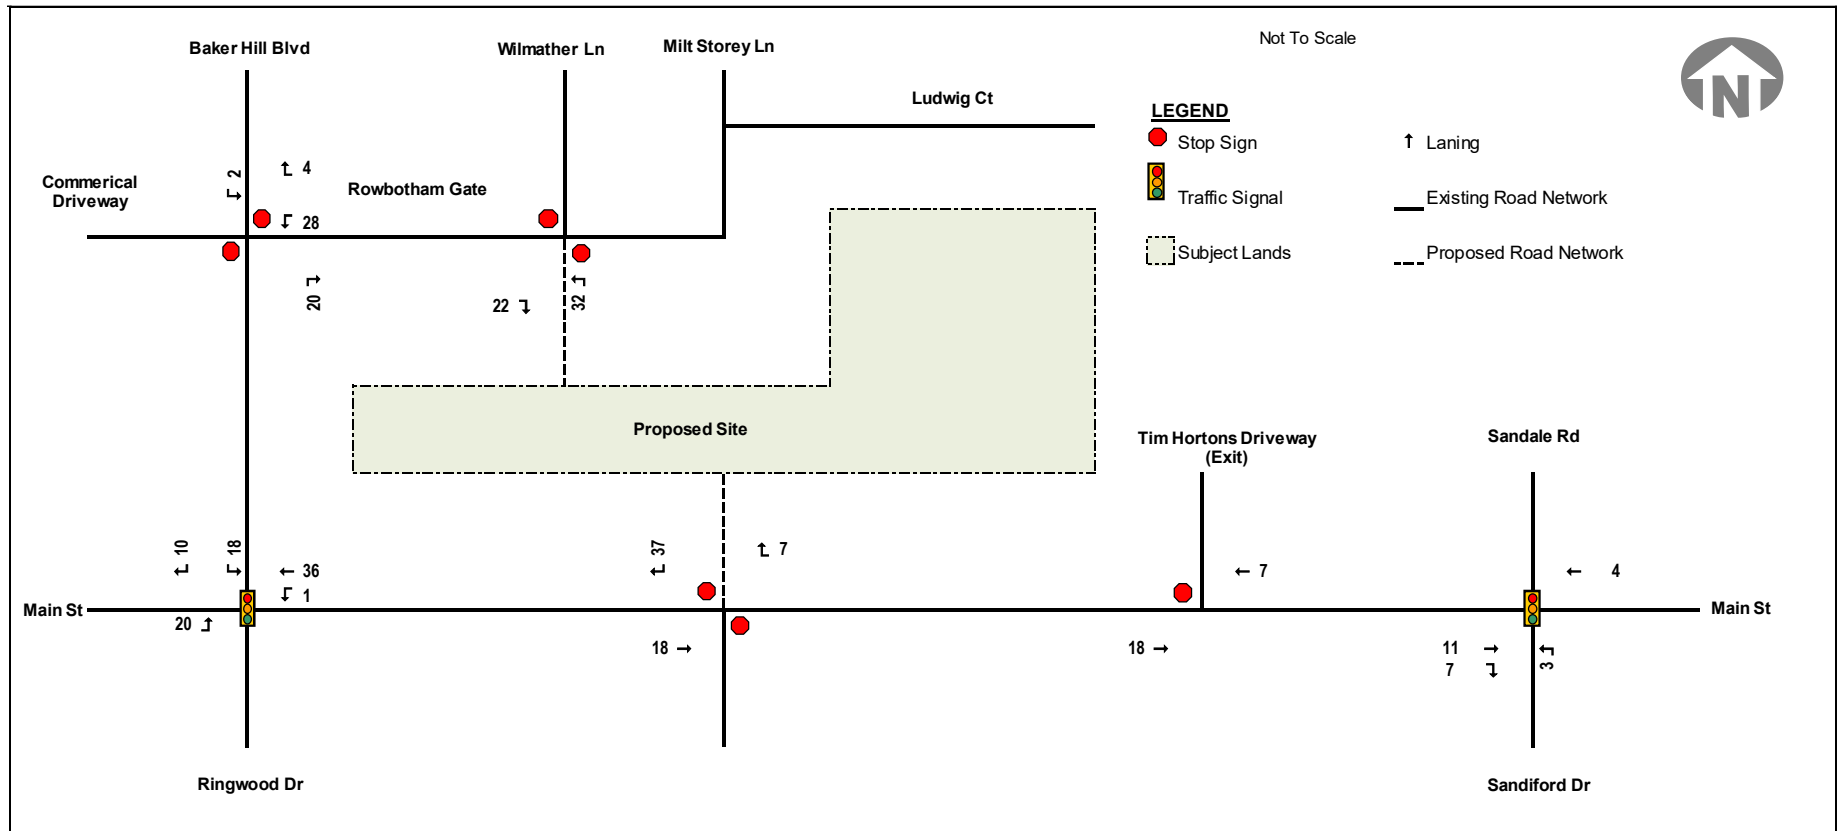 Baker Hill Blvd
Wilmather Ln
Milt Storey Ln
Not To Scale
N
Ludwig Ct
LEGEND
Stop Sign
Laning
2
4
Commerical
Driveway
Rowbotham Gate
Traffic Signal
Existing Road Network
28
Subject Lands
Proposed Road Network
20
22
32
Proposed Site
Tim Hortons Driveway
(Exit)
Sandale Rd
10
18
37
7
36
7
4
1
Main St
Main St
20
18
18
11
7
3
Ringwood Dr
Sandiford Dr